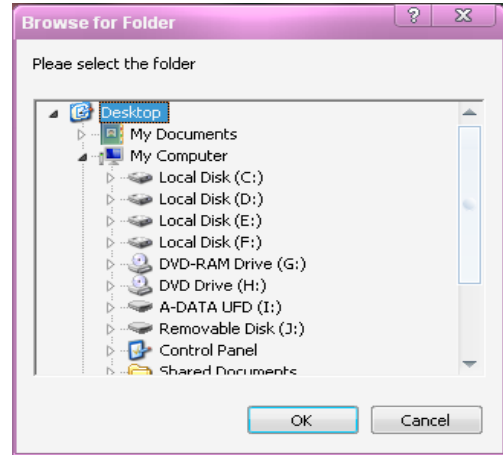 Browse for Folder
Pleae select the folder
Desktop
My Documents
My Computer
Local Disk (C:)
Local Disk (D:)
Local Disk (E:)
Local Disk (F:)
DVD-RAM Drive (G:)
DVD Drive (H:)
A-DATA UFD (I:)
Removable Disk (J:)
Control Panel
Shared Documents
OK Cancel